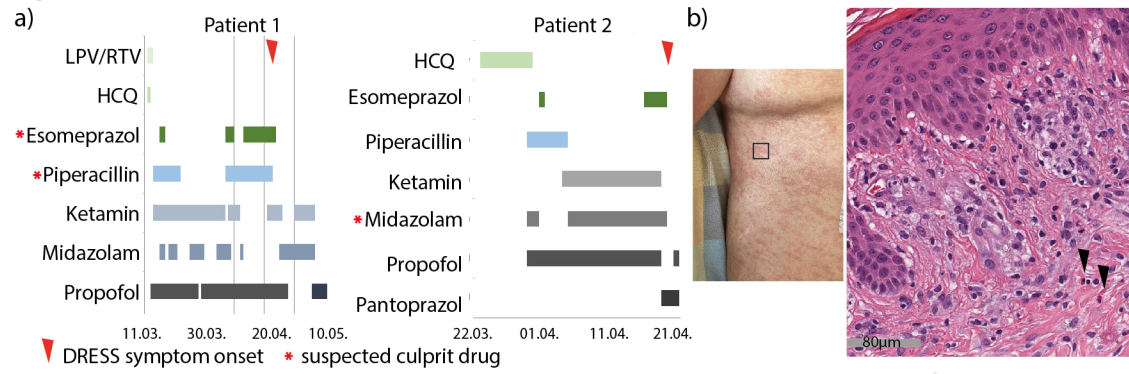 a)
Patient 1
LPV/RTV
HCQ
*Esomeprazol
*Piperacillin
Ketamin
Midazolam
Propofol
11.03. 30.03. 20.04. 10.05.
Patient 2
HCQ
Esomeprazol
Piperacillin
Ketamin
*Midazolam
Propofol
Pantoprazol
22.03. 01.04. 11.04. 21.04.
DRESS symptom onset * suspected culprit drug
b)
80µm